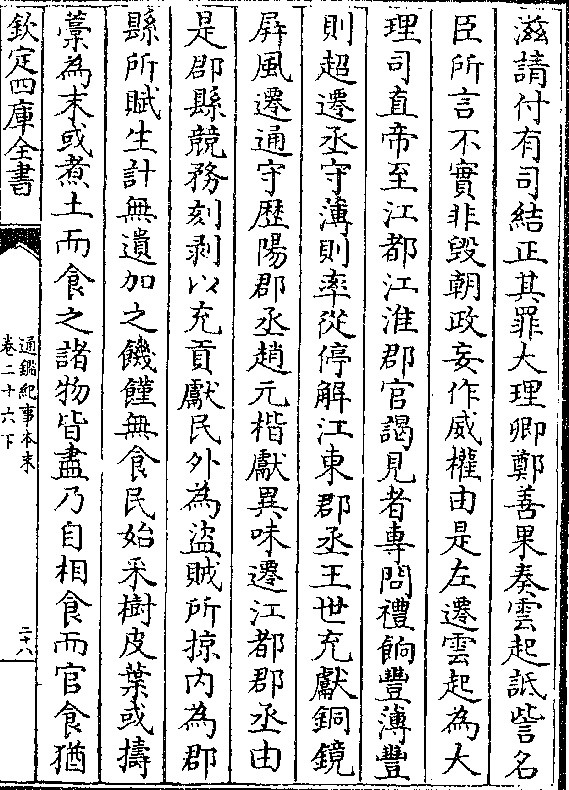 滋請付有司結正其罪大理卿鄭善果奏雲起詆訾名
臣所言不實非毀朝政妄作威權由是左遷雲起為大
理司直帝至江都江淮郡官謁見者專問禮餉豐薄豐
則超遷丞守薄則率從停解江東郡丞王世充獻銅鏡
屛風遷通守歴陽郡丞趙元楷獻異味遷江都郡丞由
是郡縣競務刻剥以充貢獻民外為盜賊所掠内為郡
縣所賦生計無遺加之饑饉無食民始采樹皮葉或擣
藁為末或煮土而食之諸物皆盡乃自相食而官食猶
欽定四庫全書
通鑑紀事本末
卷二十六下
二十八